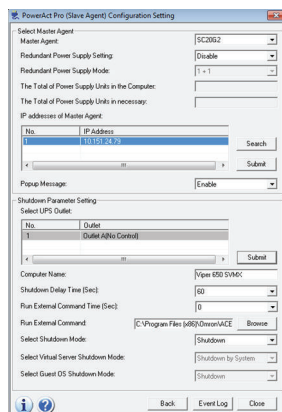 PowerAct Pro (Slave Agent) Configuration Setting
Select Master Agent
Master Agent: SC20G2
Redundant Power Supply Setting: Disable
Redundant Power Supply Mode: 1 + 1
The Total of Power Supply Units in the Computer:
The Total of Power Supply Units in necessary:
IP addresses of Master Agent:
No. IP Address
1 10.151.24.79
Search
Submit
Popup Message: Enable
Shutdown Parameter Setting
Select UPS Outlet:
No. Outlet
1 Outlet A(No Control)
Submit
Computer Name: Viper 650 SVMX
Shutdown Delay Time (Sec): 60
Run External Command Time (Sec): 0
Run External Command: C:\Program Files (x86)\Omron\ACE Browse
Select Shutdown Mode: Shutdown
Select Virtual Server Shutdown Mode: Shutdown by System
Select Guest OS Shutdown Mode: Shutdown
Back Event Log Close